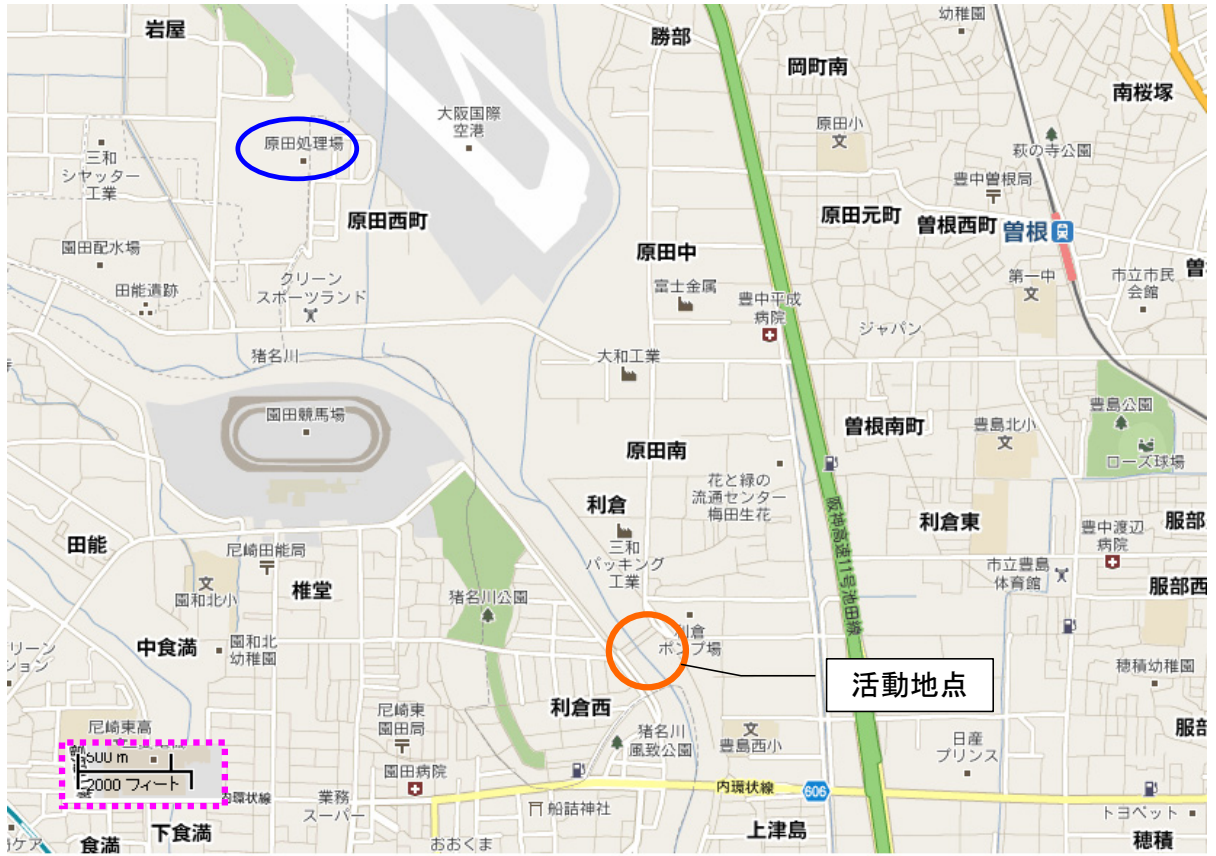 岩屋
勝部
幼稚園
岡町南
南桜塚
原田処理場
大阪国際
空港
原田小
文
萩の寺公園
三和
シャッター
工業
豊中曽根局
原田西町
原田元町
曽根西町
曽根
園田配水場
原田中
第一中
文
市立市民
会館
クリーン
スポーツランド
田能遺跡
富士金属
豊中平成
病院
ジャパン
猪名川
大和工業
園田競馬場
曽根南町
豊島北小
文
豊島公園
ローズ球場
原田南
花と緑の
流通センター
梅田生花
阪神高速11号池田線
利倉
利倉東
服部
豊中渡辺
病院
田能
尼崎田能局
三和
パッキング
工業
市立豊島
体育館
文
園和北小
椎堂
猪名川公園
服部西
中食満
園和北
幼稚園
利倉
ポンプ場
活動地点
穂積幼稚園
利倉西
尼崎東高
尼崎東
園田局
猪名川
風致公園
文
豊島西小
日産
プリンス
服部
500 m
2000 フィート
園田病院
内環状線
内環状線
606
業務
スーパー
船詰神社
トヨペット
下食満
食満
おおくま
上津島
穂積